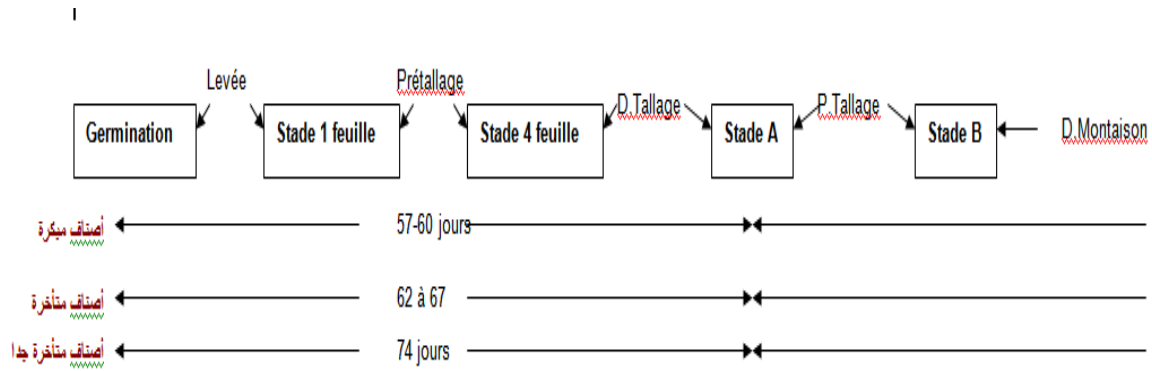 Levée
Prétallage
D.Tallage
P.Tallage
Germination
Stade 1 feuille
Stade 4 feuille
Stade A
Stade B
D.Montaison
أصناف مبكرة
57-60 jours
أصناف متأخرة
62 à 67
أصناف متأخرة جدا
74 jours